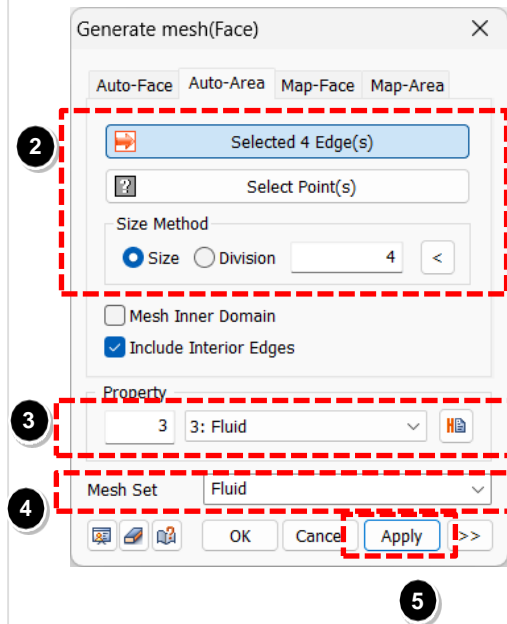 Generate mesh(Face)
Auto-Face Auto-Area Map-Face Map-Area
2
Selected 4 Edge(s)
? Select Point(s)
Size Method
Size Division 4 <
Mesh Inner Domain
Include Interior Edges
Property
3
3 3: Fluid
4
Mesh Set Fluid
OK Cancel Apply >>
5